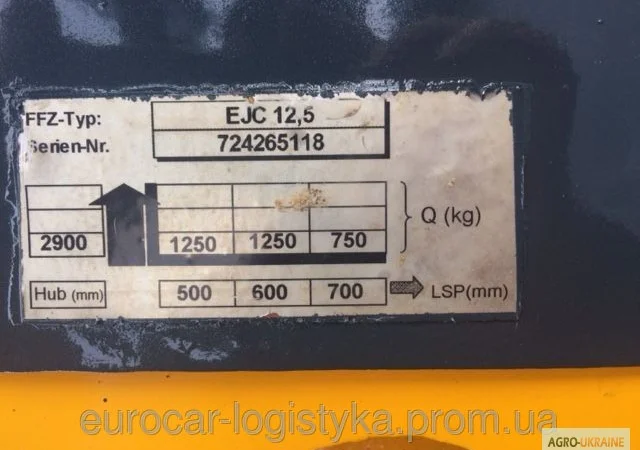 FFZ-Typ: EJC 12,5
Serien-Nr. 724265118
Q (kg)
2900 1250 1250 750
Hub (mm) 500 600 700 LSP(mm)
eurocar-logistyka.prom.ua
AGRO-UKRAINE